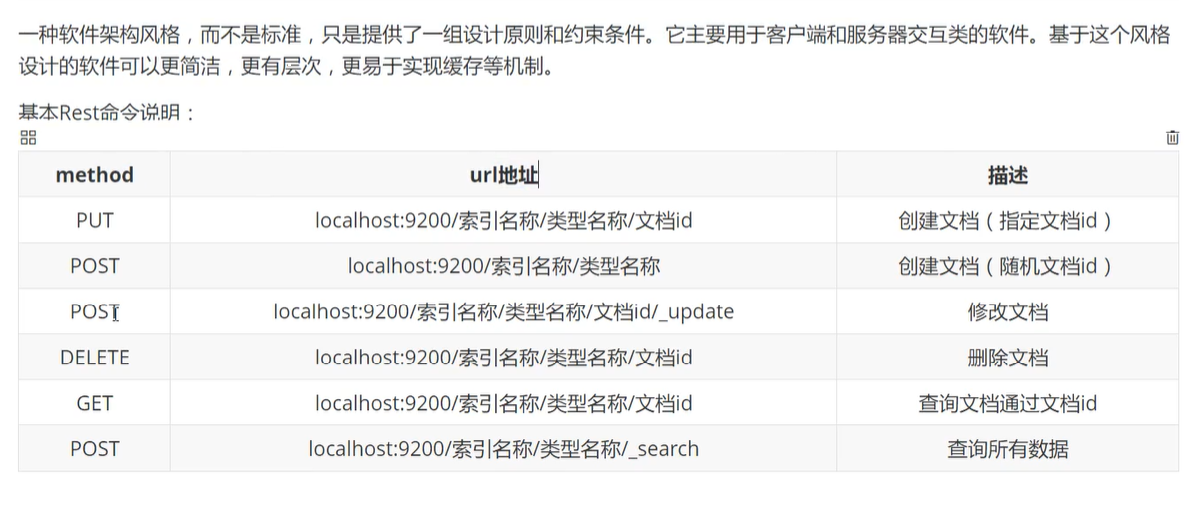 一种软件架构风格，而不是标准，只是提供了一组设计原则和约束条件。它主要用于客户端和服务器交互类的软件。基于这个风格
设计的软件可以更简洁，更有层次，更易于实现缓存等机制。
基本Rest命令说明：
method url地址 描述
PUT localhost:9200/索引名称/类型名称/文档id 创建文档（指定文档id）
POST localhost:9200/索引名称/类型名称 创建文档（随机文档id）
POST localhost:9200/索引名称/类型名称/文档id/_update 修改文档
DELETE localhost:9200/索引名称/类型名称/文档id 删除文档
GET localhost:9200/索引名称/类型名称/文档id 查询文档通过文档id
POST localhost:9200/索引名称/类型名称/_search 查询所有数据